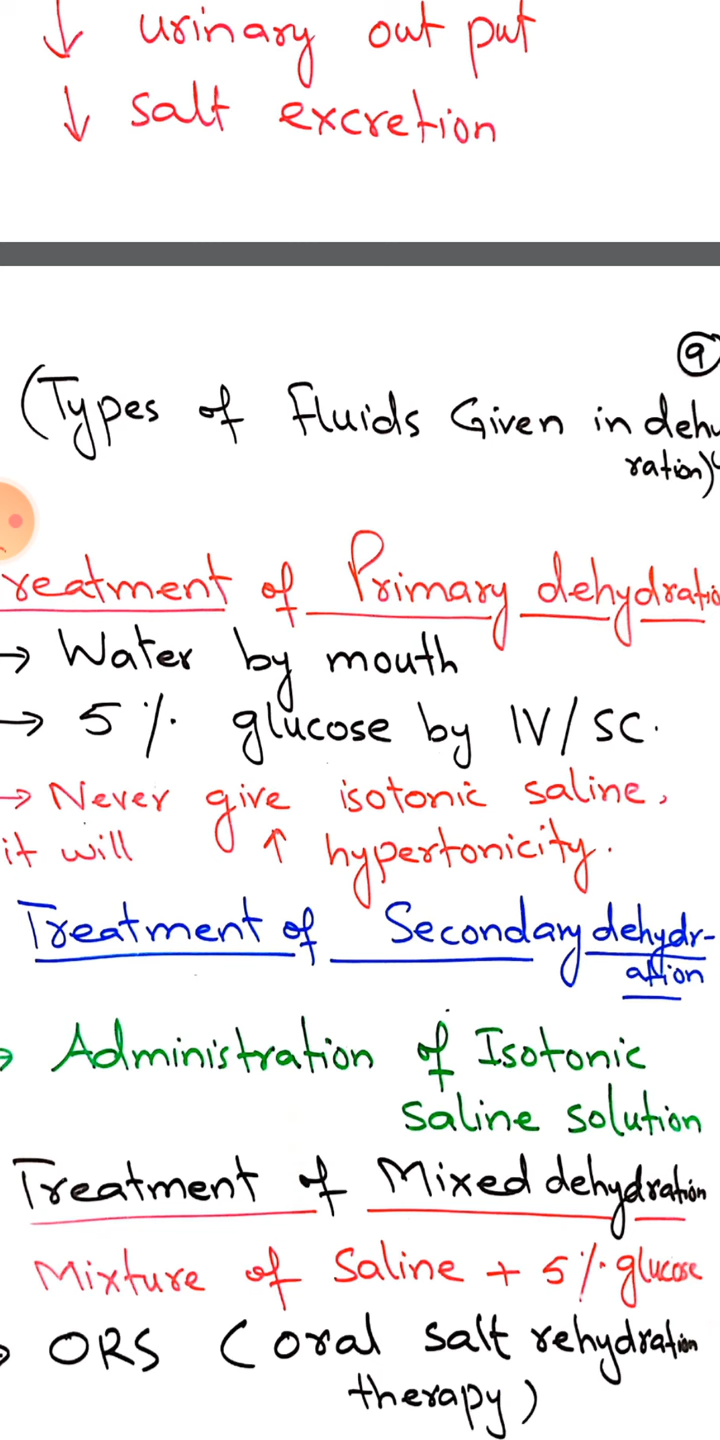 ↓ urinary out put
↓ salt excretion
9
(Types of Fluids Given in dehy
ration)
reatment of Primary dehydratio
→ Water by mouth
→ 5% glucose by IV/SC.
→ Never give isotonic saline,
it will ↑ hypertonicity.
Treatment of Secondary dehydr-
ation
→ Administration of Isotonic
saline solution
Treatment of Mixed dehydration
Mixture of Saline + 5% glucose
ORS (oral salt rehydration
therapy)